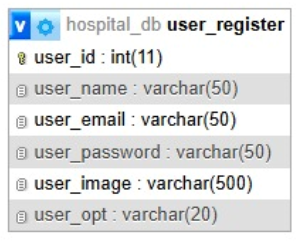 v hospital_db user_register
user_id : int(11)
user_name : varchar(50)
user_email : varchar(50)
user_password : varchar(50)
user_image : varchar(500)
user_opt : varchar(20)